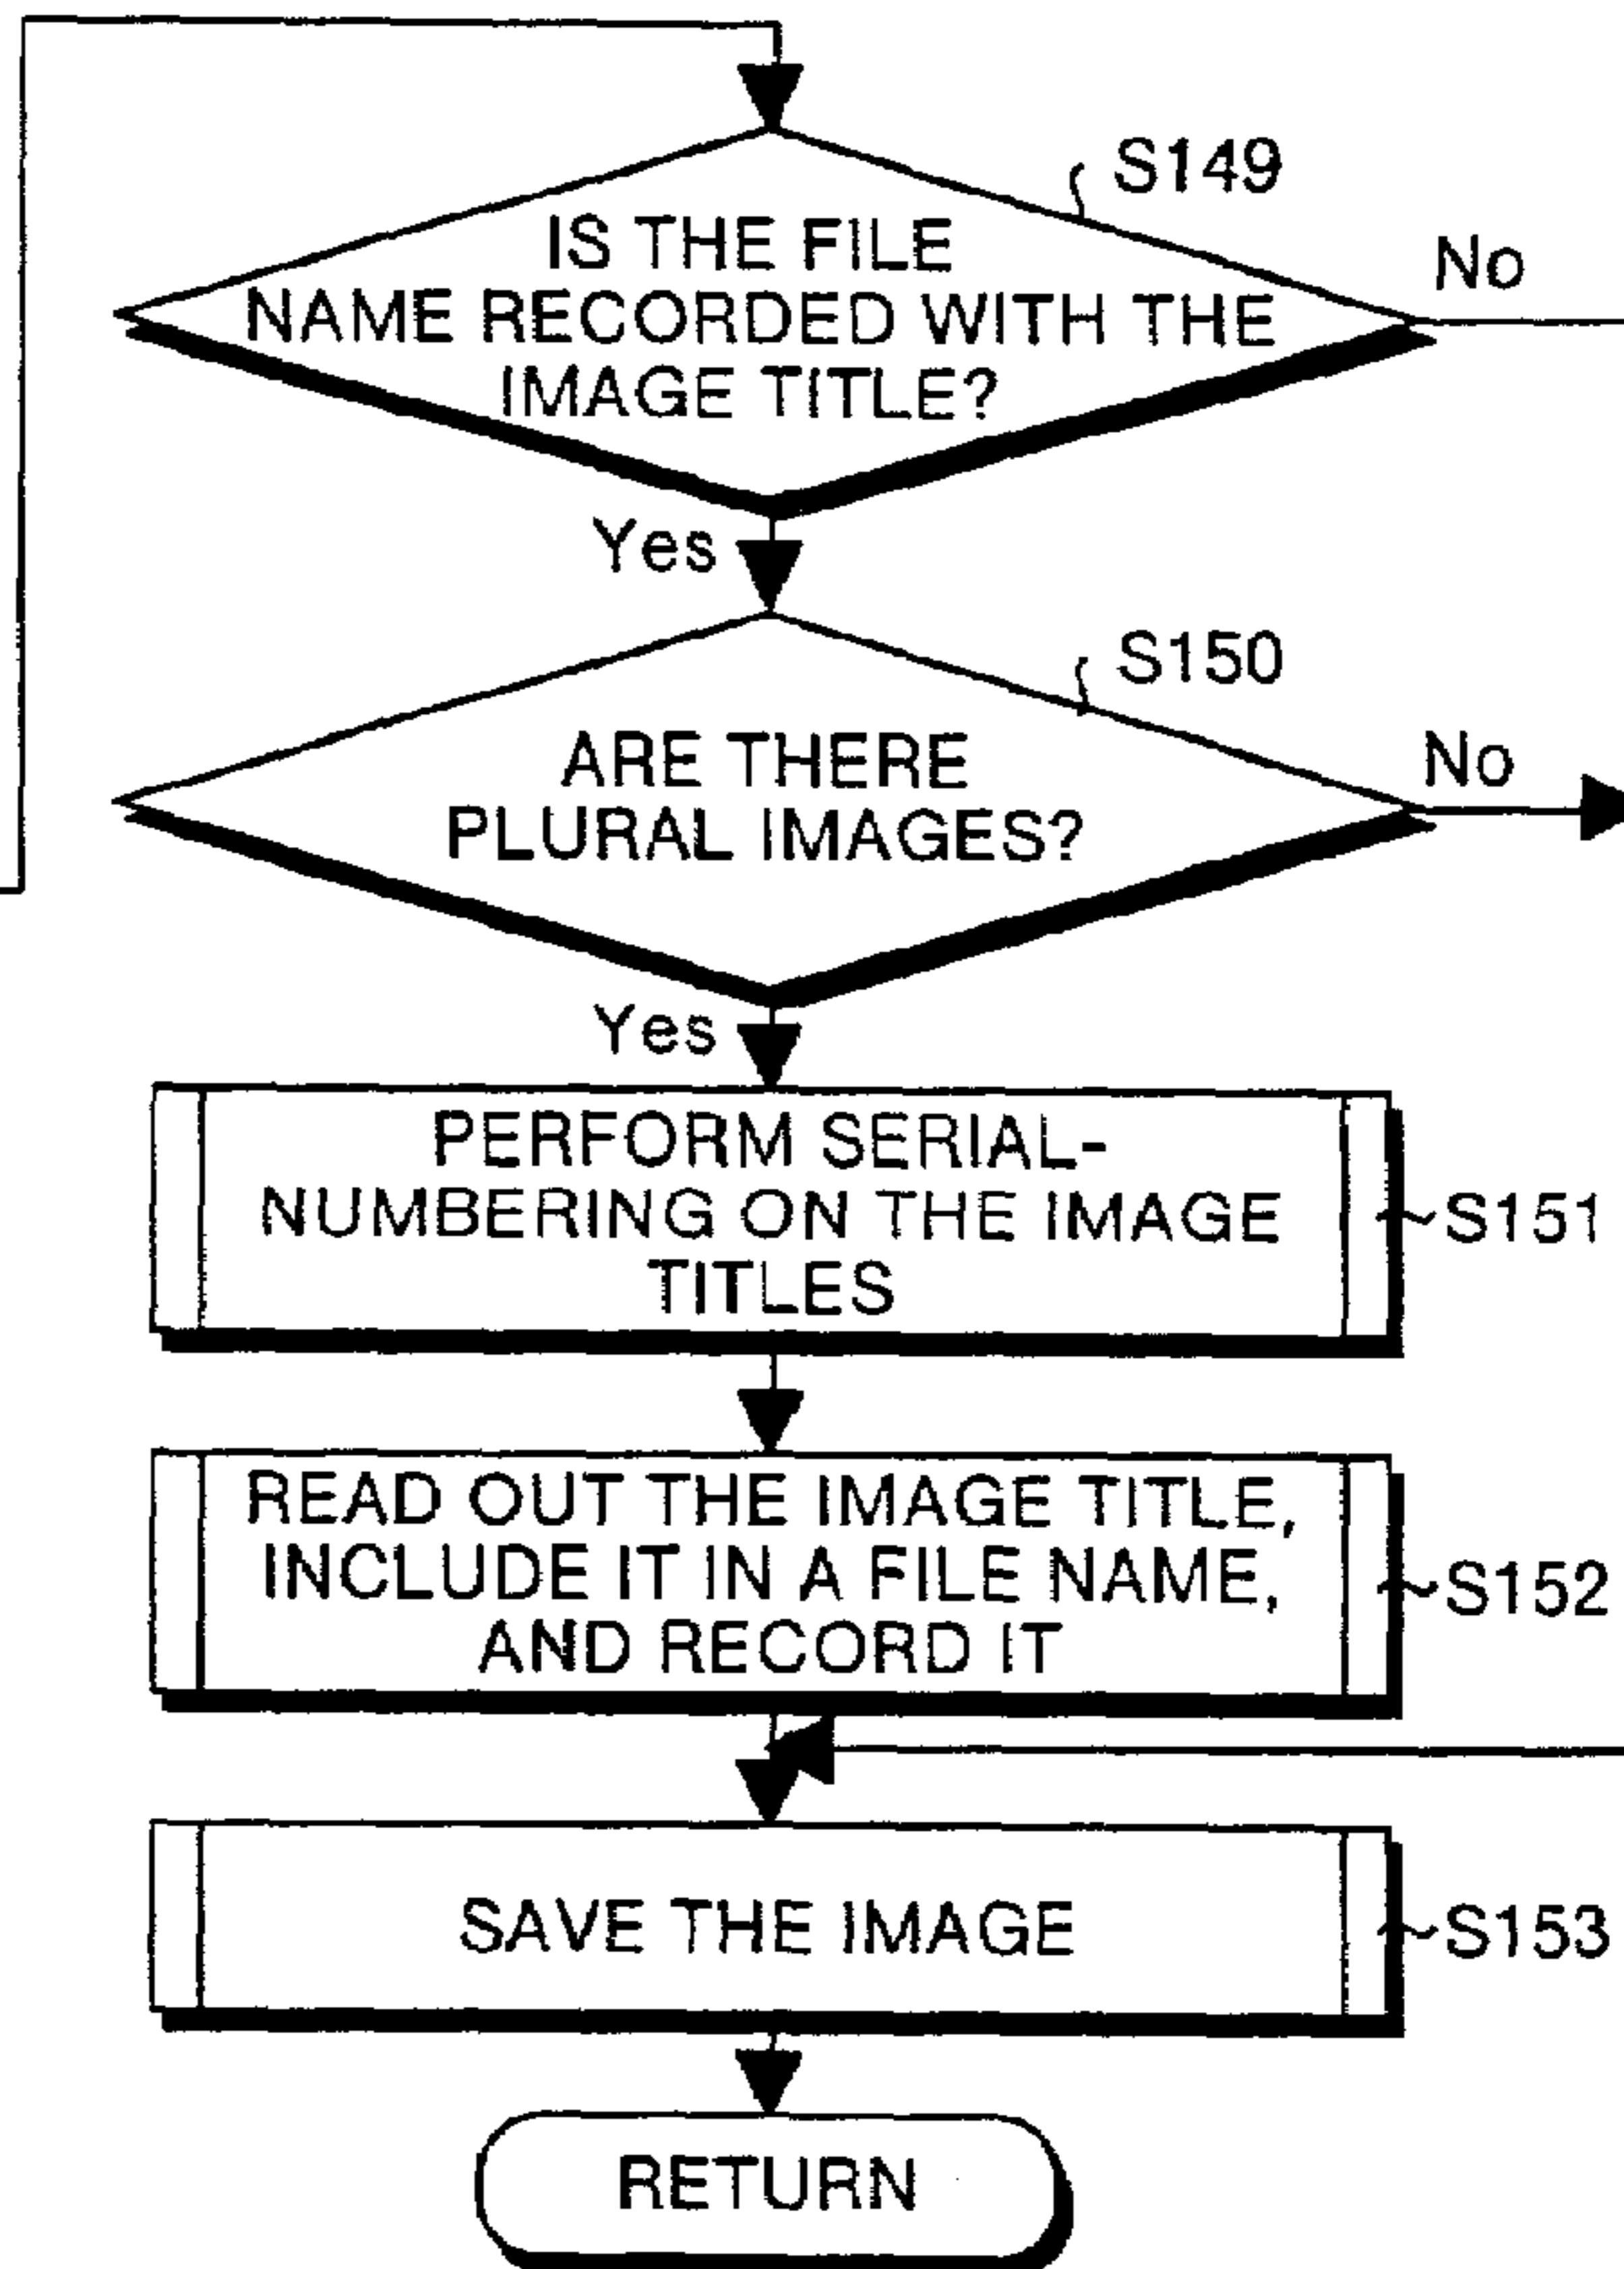 S149
IS THE FILE
No
NAME RECORDED WITH THE
IMAGE TITLE?
Yes
S150
ARE THERE
No
PLURAL IMAGES?
Yes
PERFORM SERIAL-
NUMBERING ON THE IMAGE
S151
TITLES
READ OUT THE IMAGE TITLE,
INCLUDE IT IN A FILE NAME,
S152
AND RECORD IT
SAVE THE IMAGE
S153
RETURN